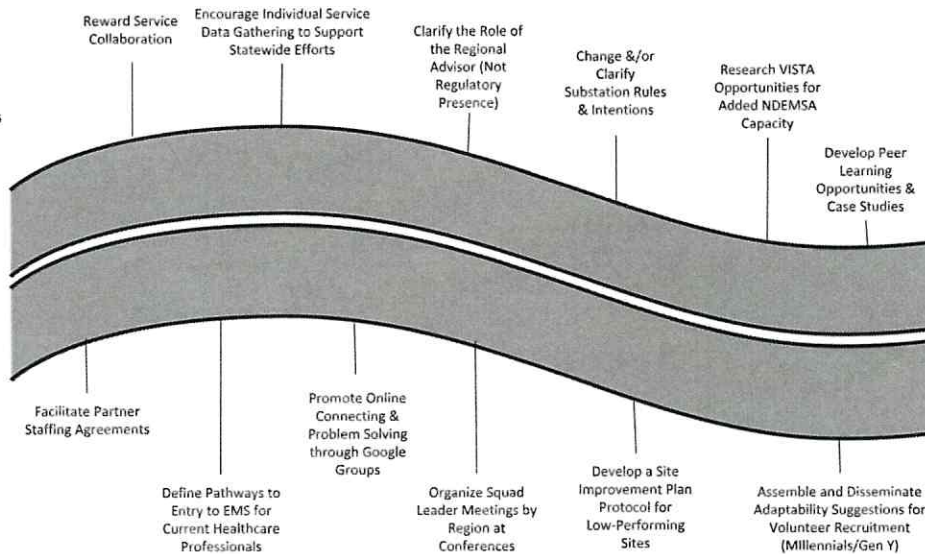 Reward Service
Collaboration
Encourage Individual Service
Data Gathering to Support
Statewide Efforts
Clarify the Role of
the Regional
Advisor (Not
Regulatory
Presence)
Change &/or
Clarify
Substation Rules
& Intentions
Research VISTA
Opportunities for
Added NDEMSA
Capacity
Develop Peer
Learning
Opportunities &
Case Studies
Facilitate Partner
Staffing Agreements
Define Pathways to
Entry to EMS for
Current Healthcare
Professionals
Promote Online
Connecting &
Problem Solving
through Google
Groups
Organize Squad
Leader Meetings by
Region at
Conferences
Develop a Site
Improvement Plan
Protocol for
Low-Performing
Sites
Assemble and Disseminate
Adaptability Suggestions for
Volunteer Recruitment
(MIllennials/Gen Y)